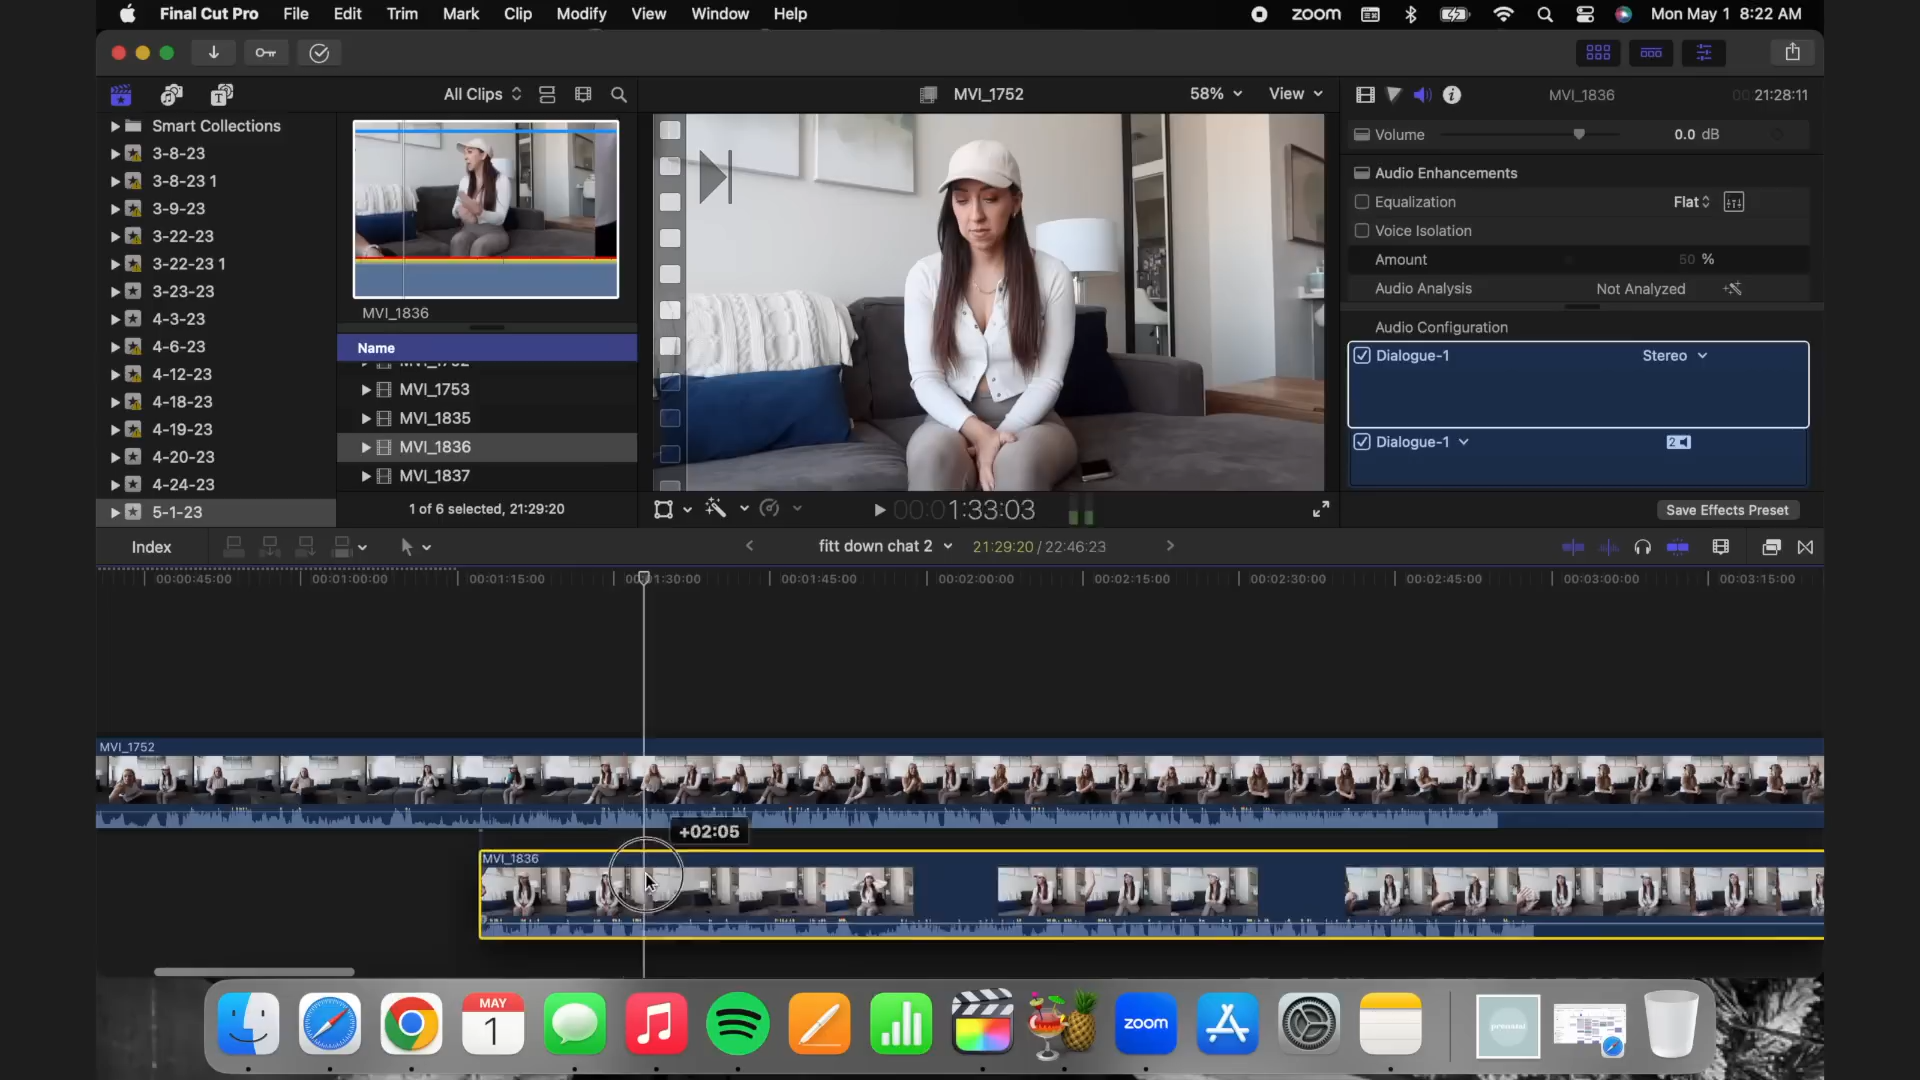 Final Cut Pro File Edit Trim Mark Clip Modify View Window Help zoom Mon May 1 8:22 AM
All Clips MVI_1752 58% View MVI_1836 00:21:28:11
Smart Collections
3-8-23
3-8-23 1
3-9-23
3-22-23
3-22-23 1
3-23-23
4-3-23
4-6-23
4-12-23
4-18-23
4-19-23
4-20-23
4-24-23
5-1-23
MVI_1836
Name
MVI_1752
MVI_1753
MVI_1835
MVI_1836
MVI_1837
1 of 6 selected, 21:29:20
00:01:33:03
Volume 0.0 dB
Audio Enhancements
Equalization Flat
Voice Isolation
Amount 50 %
Audio Analysis Not Analyzed
Audio Configuration
Dialogue-1 Stereo
Dialogue-1 2
Save Effects Preset
Index fitt down chat 2 21:29:20 / 22:46:23
00:00:45:00 00:01:00:00 00:01:15:00 00:01:30:00 00:01:45:00 00:02:00:00 00:02:15:00 00:02:30:00 00:02:45:00 00:03:00:00 00:03:15:00
MVI_1752
+02:05
MVI_1836
MAY
1
zoom
prenatal